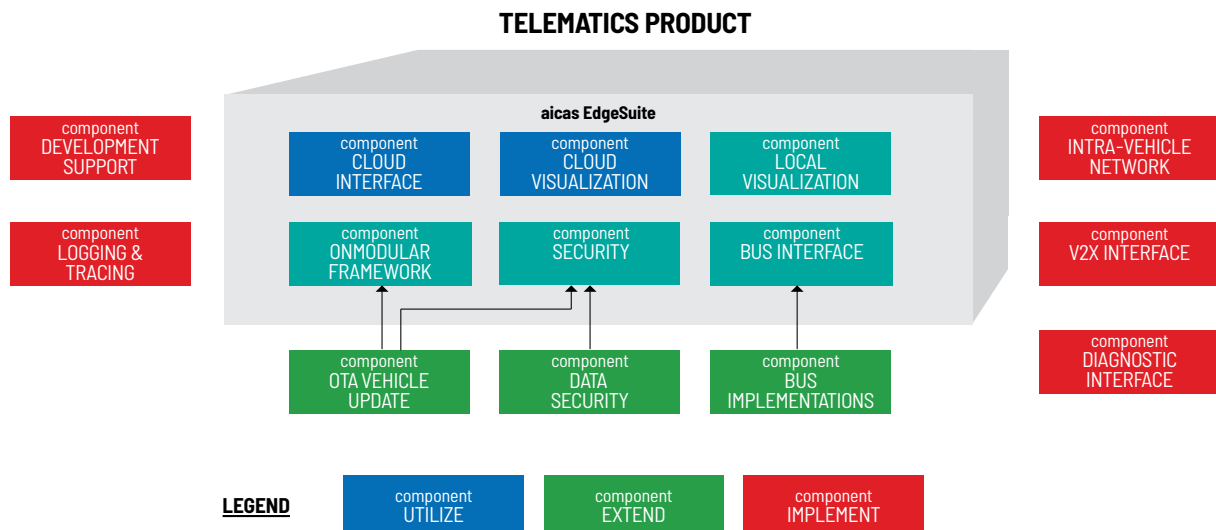 TELEMATICS PRODUCT
aicas EdgeSuite
component
DEVELOPMENT
SUPPORT
component
CLOUD
INTERFACE
component
CLOUD
VISUALIZATION
component
LOCAL
VISUALIZATION
component
INTRA-VEHICLE
NETWORK
component
LOGGING &
TRACING
component
ONMODULAR
FRAMEWORK
component
SECURITY
component
BUS INTERFACE
component
V2X INTERFACE
component
OTA VEHICLE
UPDATE
component
DATA
SECURITY
component
BUS
IMPLEMENTATIONS
component
DIAGNOSTIC
INTERFACE
LEGEND
component
UTILIZE
component
EXTEND
component
IMPLEMENT